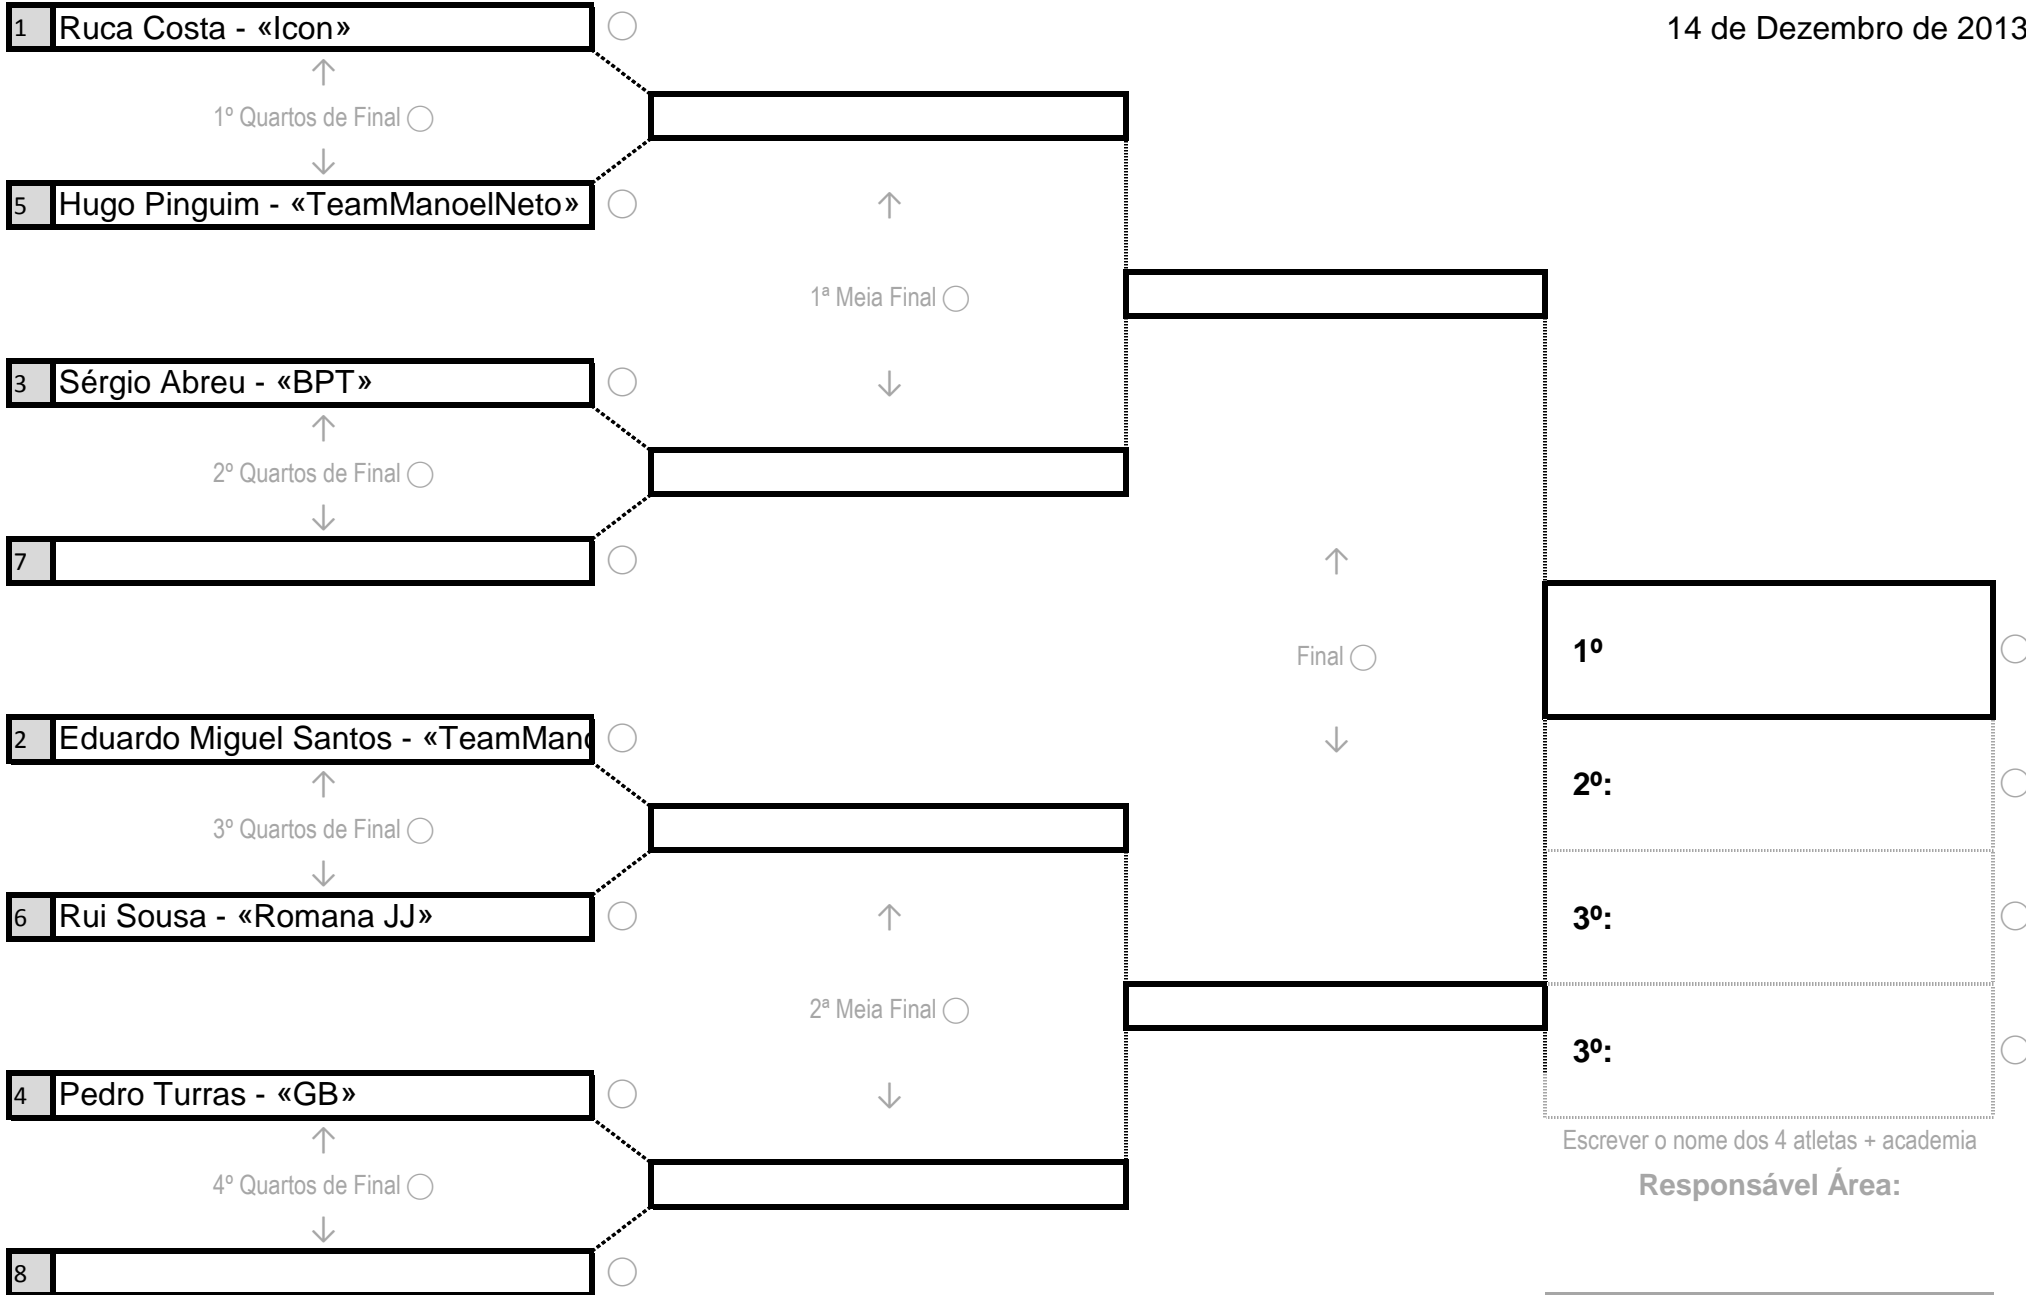 1 Ruca Costa - «Icon»
14 de Dezembro de 2013
1º Quartos de Final
5 Hugo Pinguim - «TeamManoelNeto»
1ª Meia Final
3 Sérgio Abreu - «BPT»
2º Quartos de Final
7
Final
1º
2 Eduardo Miguel Santos - «TeamMano
2º:
3º Quartos de Final
6 Rui Sousa - «Romana JJ»
3º:
2ª Meia Final
3º:
4 Pedro Turras - «GB»
Escrever o nome dos 4 atletas + academia
4º Quartos de Final
Responsável Área:
8